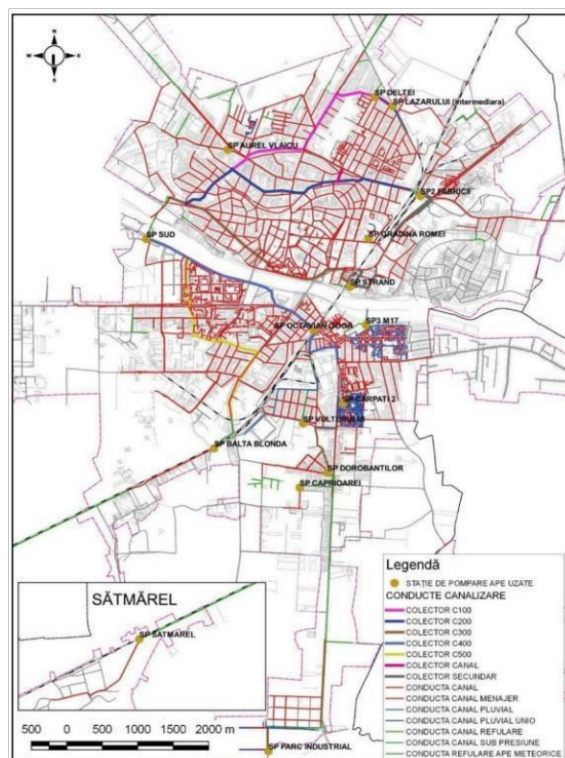 N
W
E
S
SP DELTEI
SP LAZARULUI (intermediara)
SP AUREL VLAICU
SP2 FABRICII
SP SUD
SP GRADINA ROMEI
SP STRAND
SP OCTAVIAN GOGA
SP3 M17
SP CARPATI 2
SP VULTURULUI
SP BALTA BLONDA
SP DOROBANTILOR
SP CAPRIOAREI
SĂTMĂREL
SP SATMAREL
500 0 500 1000 1500 2000 m
SP PARC INDUSTRIAL
Legendă
STAȚIE DE POMPARE APE UZATE
CONDUCTE CANALIZARE
COLECTOR C100
COLECTOR C200
COLECTOR C300
COLECTOR C400
COLECTOR C500
COLECTOR CANAL
COLECTOR SECUNDAR
CONDUCTA CANAL
CONDUCTA CANAL MENAJER
CONDUCTA CANAL PLUVIAL
CONDUCTA CANAL PLUVIAL UNIO
CONDUCTA CANAL REFULARE
CONDUCTA CANAL SUB PRESIUNE
CONDUCTA REFULARE APE METEORICE